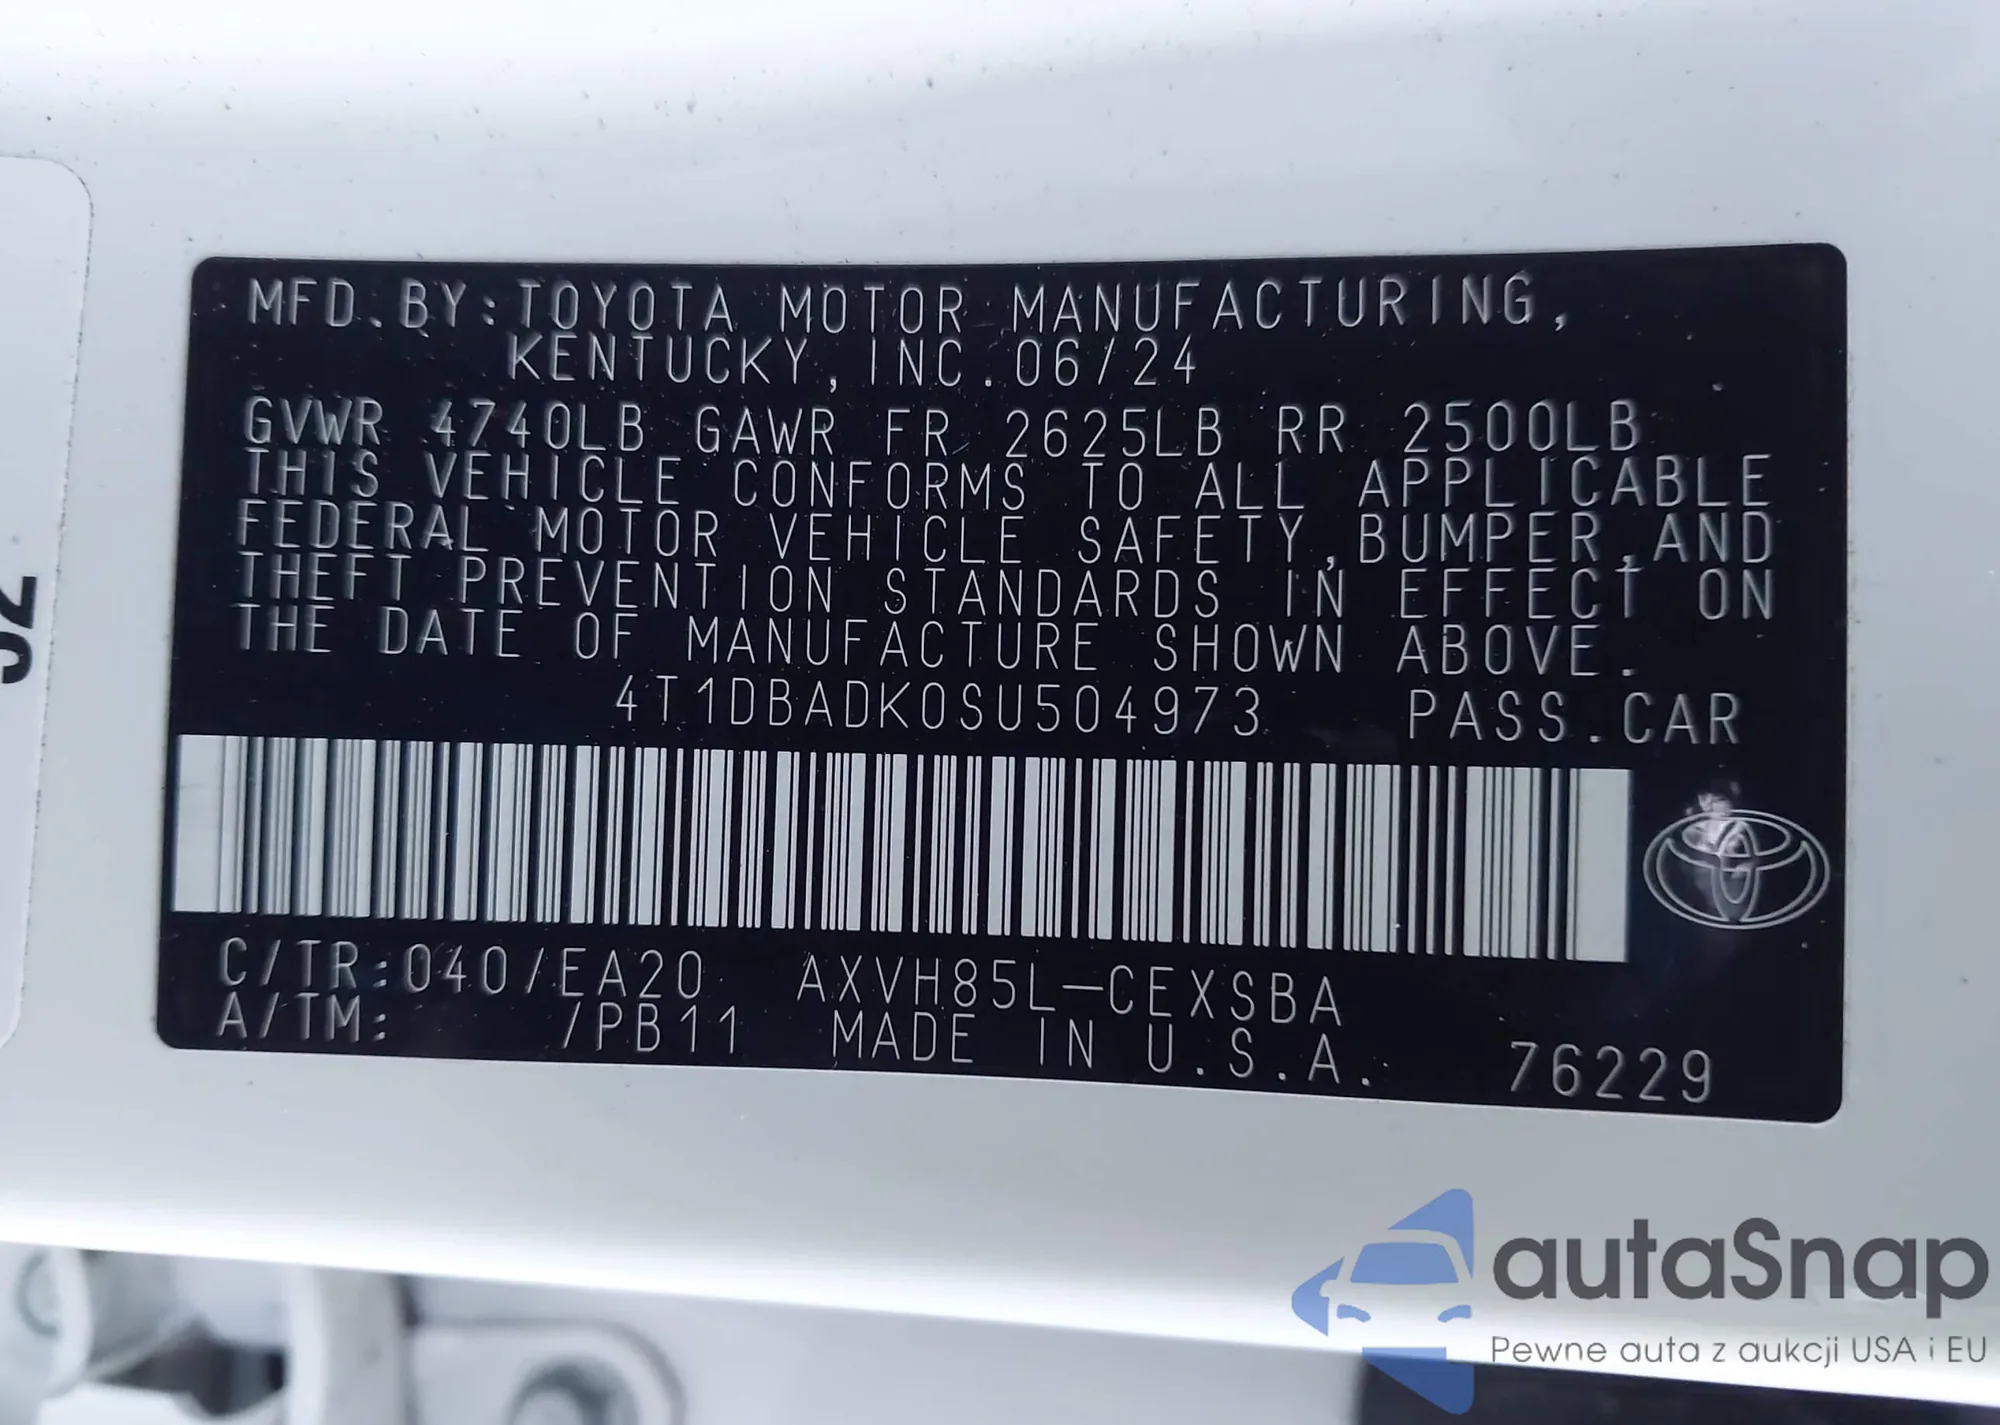 MFD.BY:TOYOTA MOTOR MANUFACTURING,
KENTUCKY,INC.06/24
GVWR 4740LB GAWR FR 2625LB RR 2500LB
THIS VEHICLE CONFORMS TO ALL APPLICABLE
FEDERAL MOTOR VEHICLE SAFETY,BUMPER,AND
THEFT PREVENTION STANDARDS IN EFFECT ON
THE DATE OF MANUFACTURE SHOWN ABOVE.
4T1DBADK0SU504973 PASS.CAR
C/TR:040/EA20 AXVH85L-CEXSBA
A/TM: /PB11 MADE IN U.S.A. 76229
autaSnap
Pewne auta z aukcji USA i EU